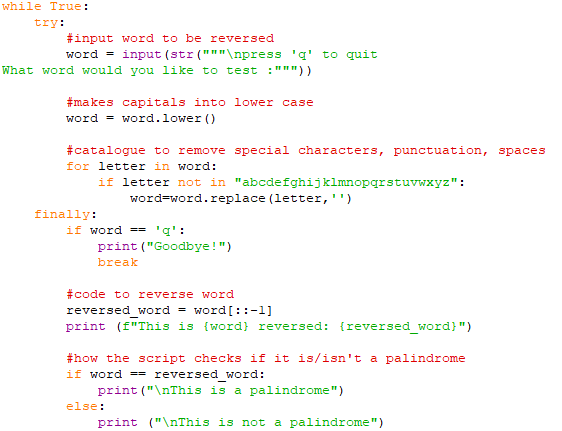 while True:
    try:
        #input word to be reversed
        word = input(str("""\npress 'q' to quit
What word would you like to test :"""))

        #makes capitals into lower case
        word = word.lower()

        #catalogue to remove special characters, punctuation, spaces
        for letter in word:
            if letter not in "abcdefghijklmnopqrstuvwxyz":
                word=word.replace(letter,'')
    finally:
        if word == 'q':
            print("Goodbye!")
            break

        #code to reverse word
        reversed_word = word[::-1]
        print (f"This is {word} reversed: {reversed_word}")

        #how the script checks if it is/isn't a palindrome
        if word == reversed_word:
            print("\nThis is a palindrome")
        else:
            print ("\nThis is not a palindrome")